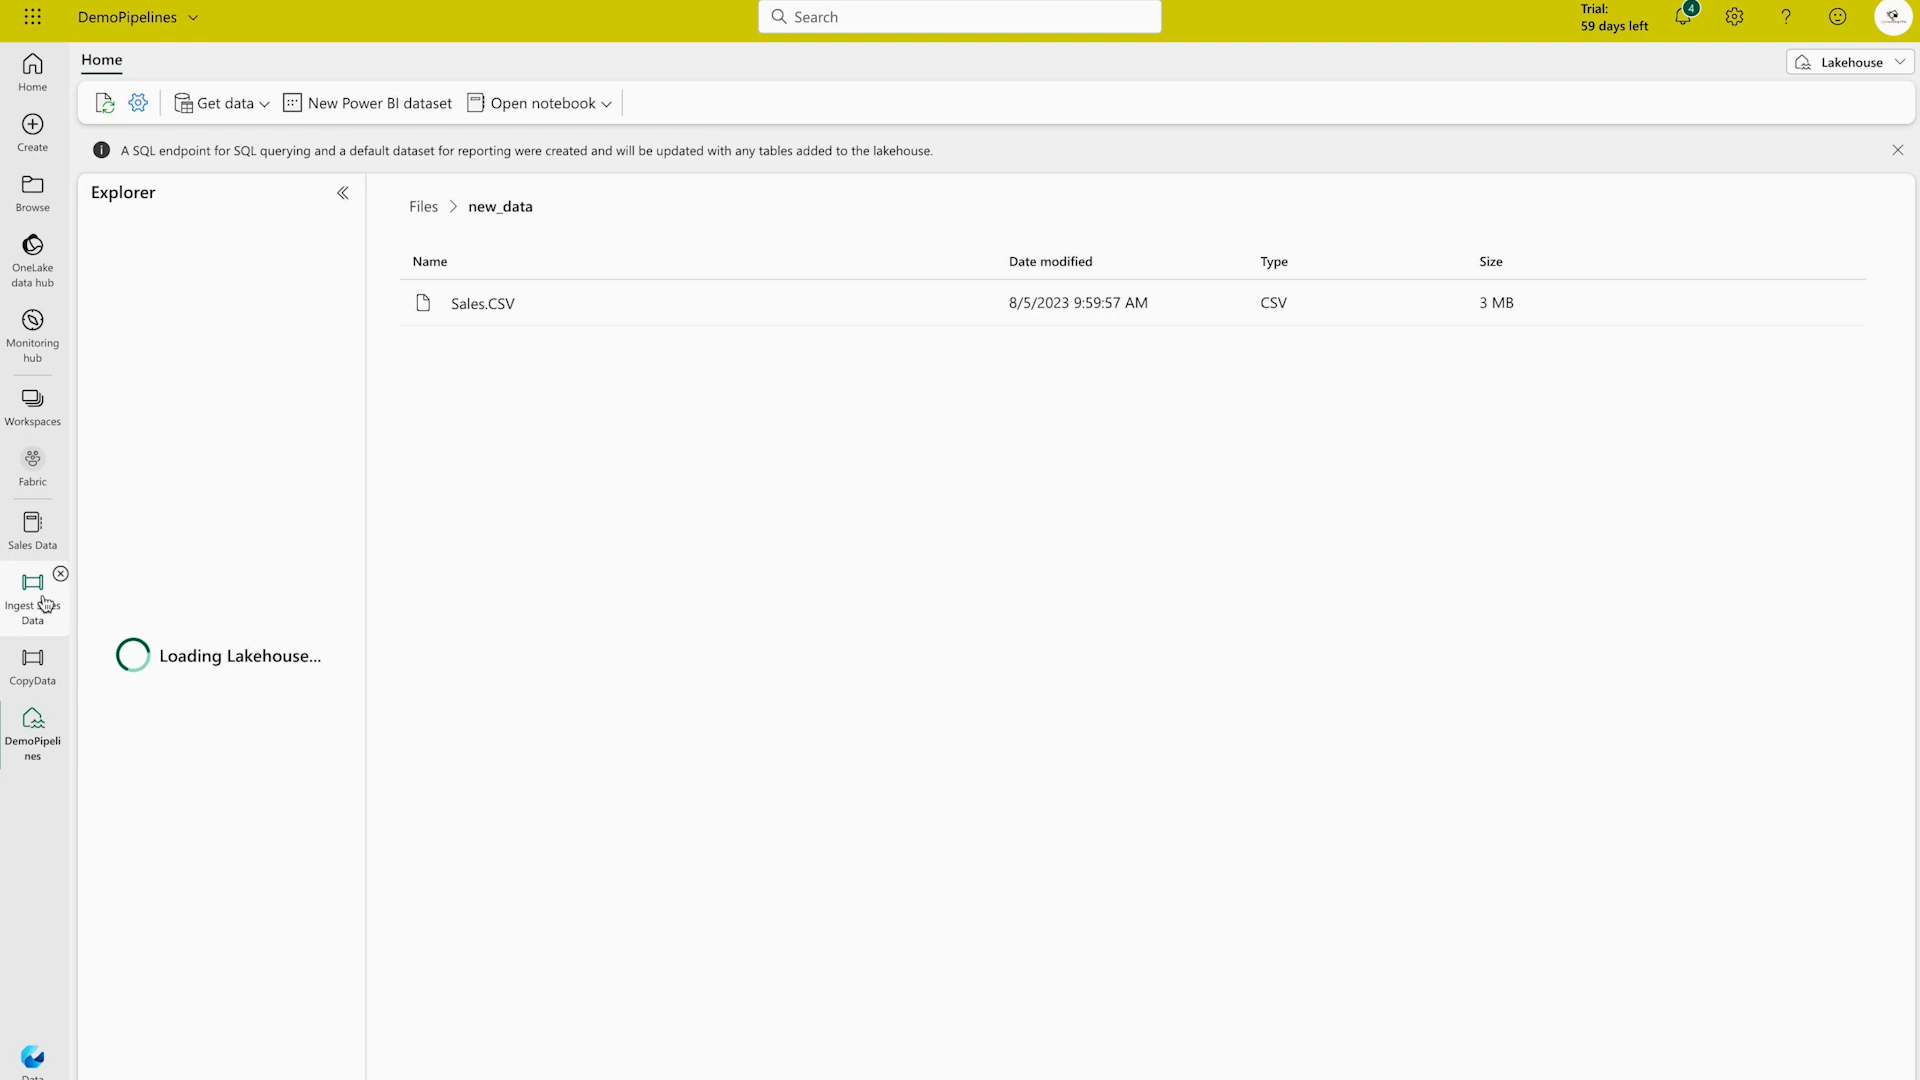 DemoPipelines
Search
Trial:
59 days left
4
Home
Lakehouse
Get data
New Power BI dataset
Open notebook
A SQL endpoint for SQL querying and a default dataset for reporting were created and will be updated with any tables added to the lakehouse.
Home
Create
Browse
OneLake
data hub
Monitoring
hub
Workspaces
Fabric
Sales Data
Ingest
Data
CopyData
DemoPipeli
nes
Explorer
Loading Lakehouse...
Files > new_data
Name Date modified Type Size
Sales.CSV 8/5/2023 9:59:57 AM CSV 3 MB